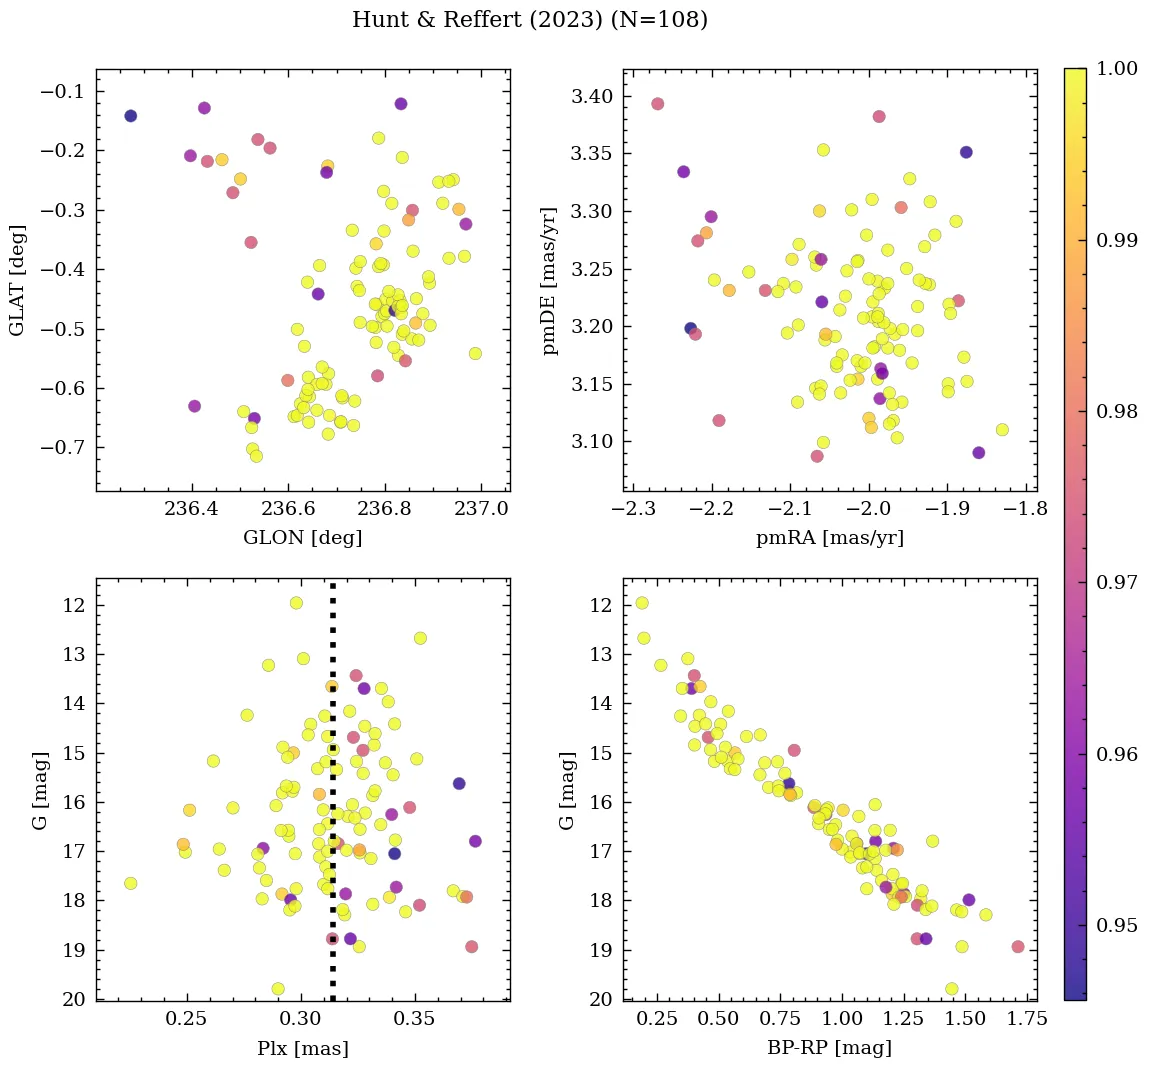 Hunt & Reffert (2023) (N=108)
−0.1
−0.2
−0.3
−0.4
−0.5
−0.6
−0.7
GLAT [deg]
236.4 236.6 236.8 237.0
GLON [deg]
3.40
3.35
3.30
3.25
3.20
3.15
3.10
pmDE [mas/yr]
−2.3 −2.2 −2.1 −2.0 −1.9 −1.8
pmRA [mas/yr]
12
13
14
15
16
17
18
19
20
G [mag]
0.25 0.30 0.35
Plx [mas]
12
13
14
15
16
17
18
19
20
G [mag]
0.25 0.50 0.75 1.00 1.25 1.50 1.75
BP-RP [mag]
1.00
0.99
0.98
0.97
0.96
0.95